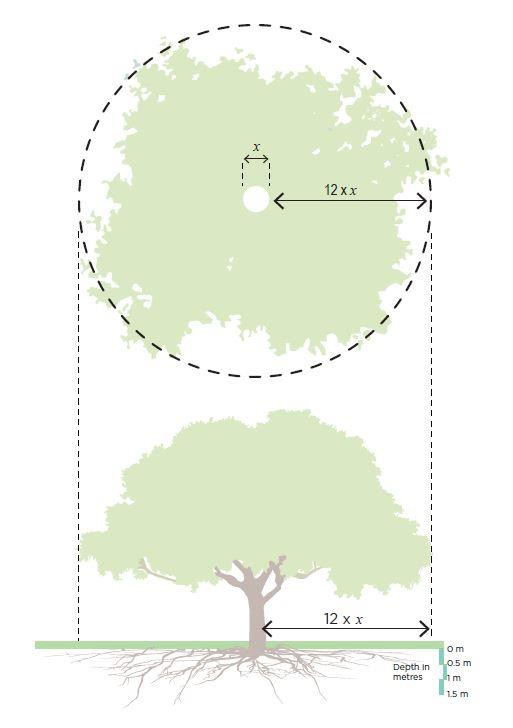 x
12 x x
12 x x
0 m
0.5 m
Depth in
metres
1 m
1.5 m